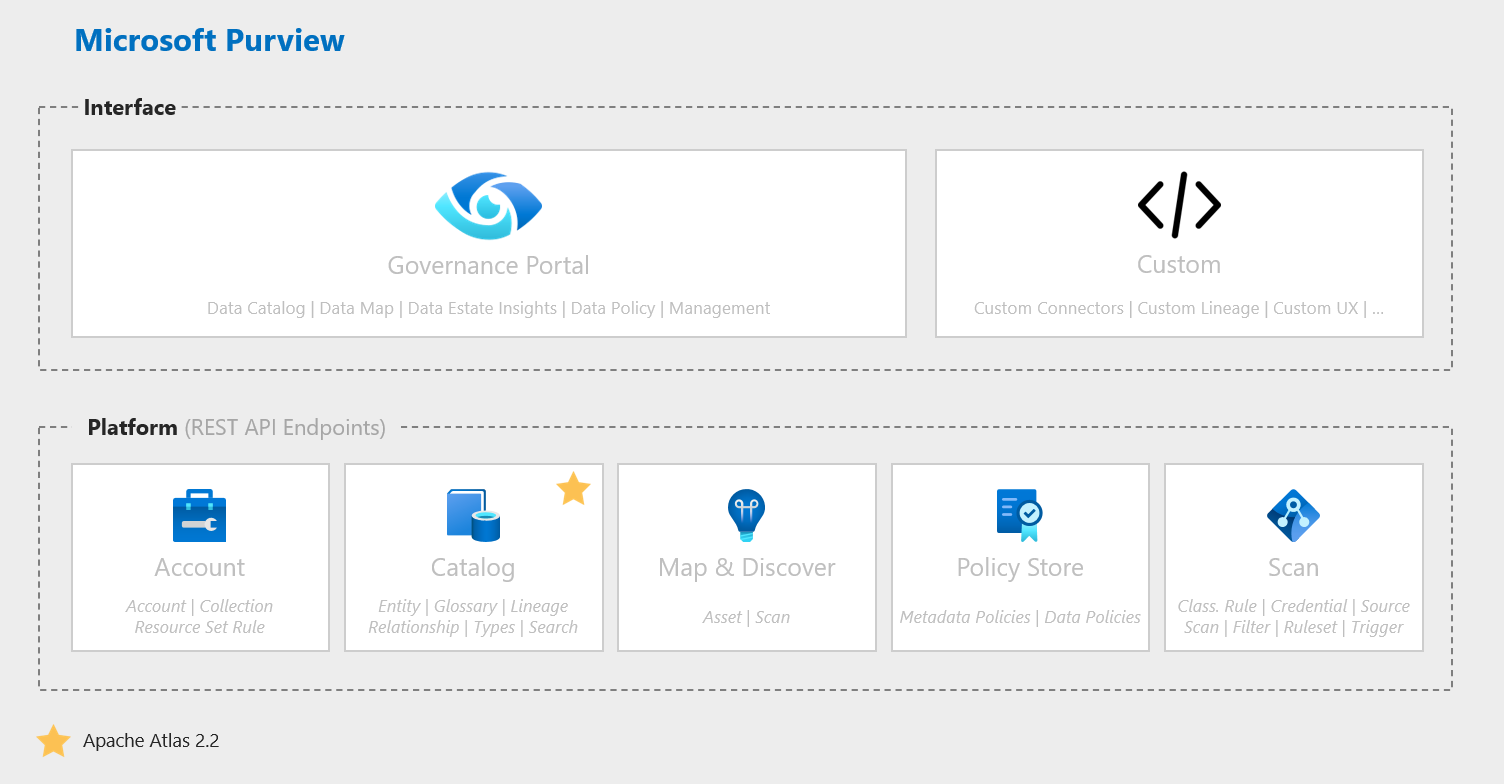 Microsoft Purview
Interface
Governance Portal
Data Catalog | Data Map | Data Estate Insights | Data Policy | Management
Custom
Custom Connectors | Custom Lineage | Custom UX | ...
Platform (REST API Endpoints)
Account
Account | Collection
Resource Set Rule
Catalog
Entity | Glossary | Lineage
Relationship | Types | Search
Map & Discover
Asset | Scan
Policy Store
Metadata Policies | Data Policies
Scan
Class. Rule | Credential | Source
Scan | Filter | Ruleset | Trigger
Apache Atlas 2.2